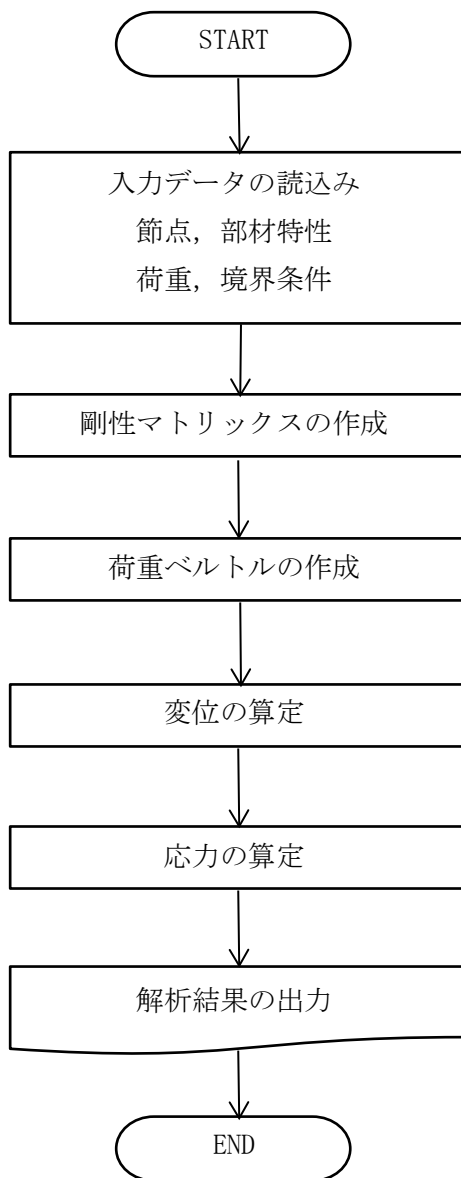 START
入力データの読込み
節点，部材特性
荷重，境界条件
剛性マトリックスの作成
荷重ベルトルの作成
変位の算定
応力の算定
解析結果の出力
END